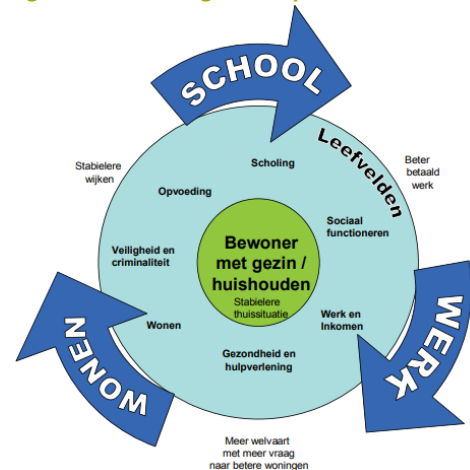 SCHOOL
Leefvelden
Stabielere
wijken
Beter
betaald
werk
Scholing
Opvoeding
Sociaal
functioneren
Veiligheid en
criminaliteit
Bewoner
met gezin /
huishouden
Stabielere
thuissituatie
Wonen
Werk en
Inkomen
Gezondheid en
hulpverlening
WERK
WONEN
Meer welvaart
met meer vraag
naar betere woningen